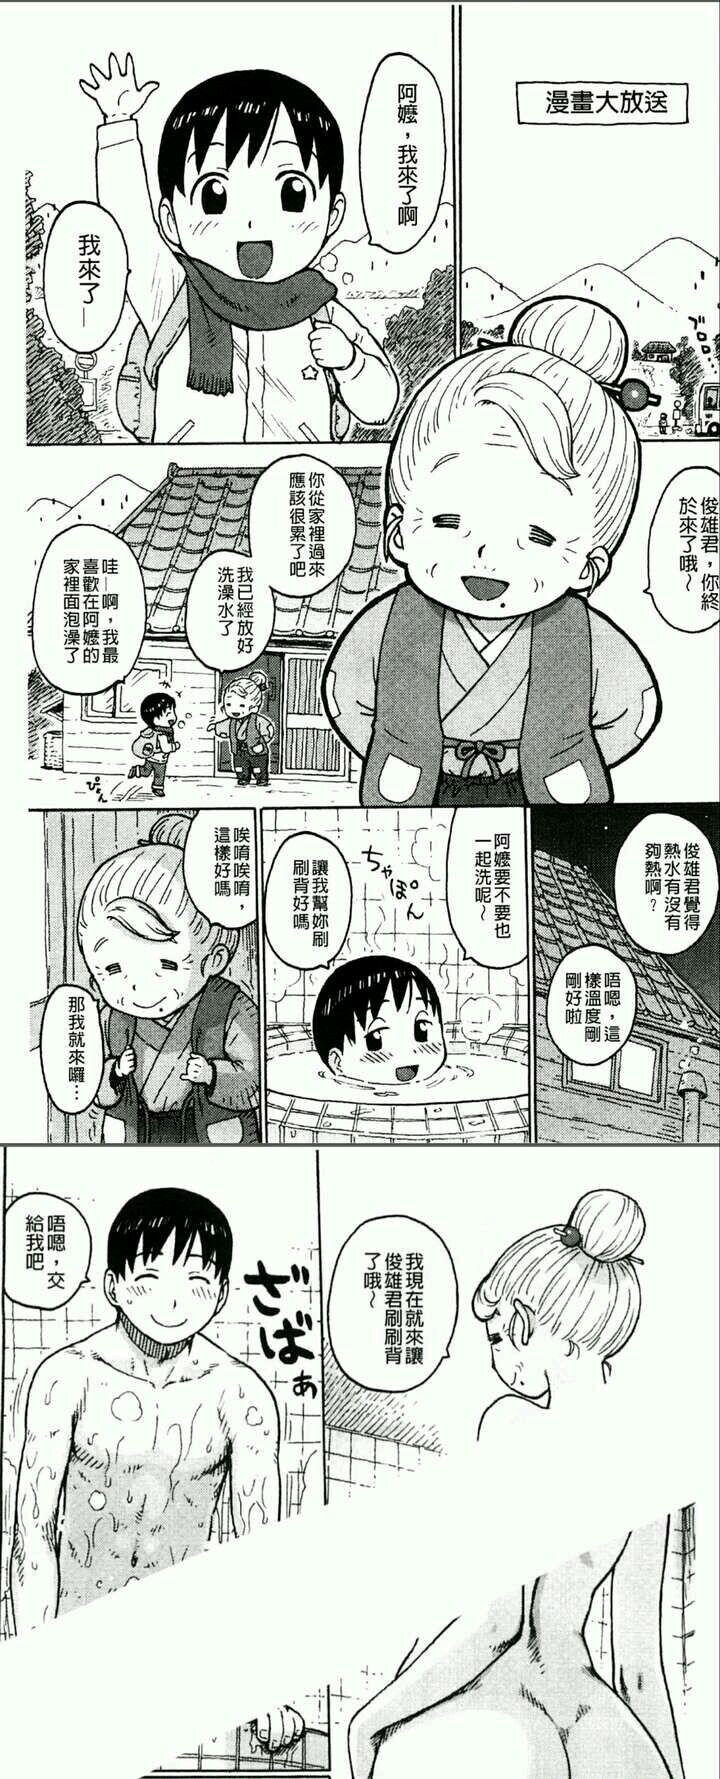 漫畫大放送
ブロロ…
阿嬤，我來了啊
我來了—
俊雄君，你終
於來了哦～
你從家裡過來
應該很累了吧
我已經放好
洗澡水了
哇—啊，我最
喜歡在阿嬤的
家裡面泡澡了
ぴょん
俊雄君覺得
熱水有沒有
夠熱啊？
唔嗯，這
樣溫度剛
剛好啦
阿嬤要不要也
一起洗呢～
ちゃぽん
讓我幫妳刷
刷背好嗎
唉唷唉唷，
這樣好嗎
那我就來囉…
我現在就來讓
俊雄君刷刷背
了哦～
ざばぁ
唔嗯，交
給我吧